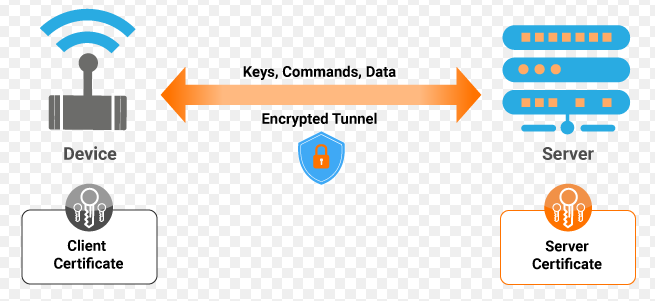 Keys, Commands, Data
Encrypted Tunnel
Device
Server
Client
Certificate
Server
Certificate